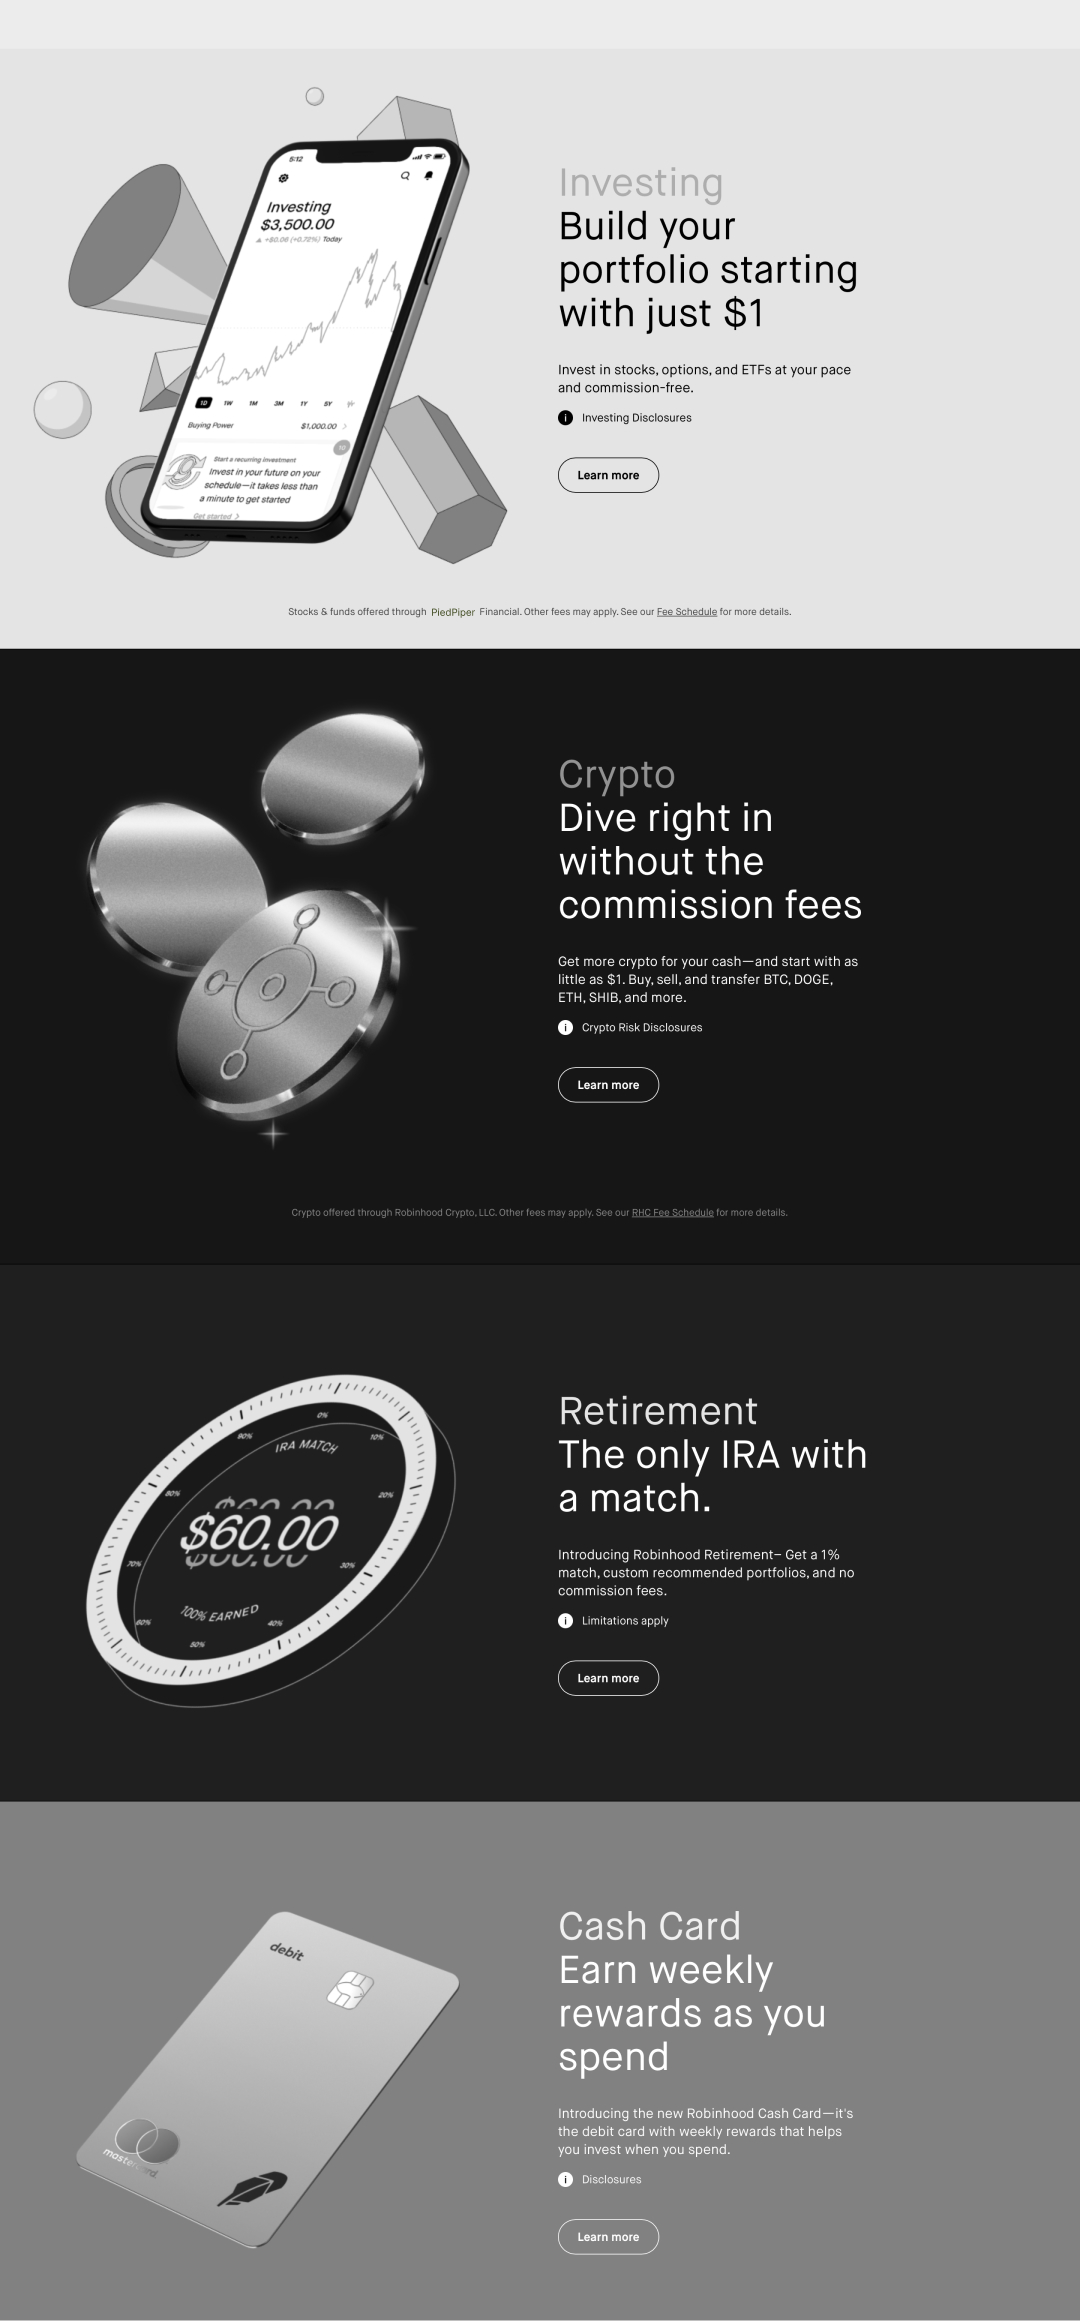 5:12
Investing
$3,500.00
+$0.06 (+0.72%) Today
1D 1W 1M 3M 1Y 5Y
Buying Power $1,000.00
10
Start a recurring investment
Invest in your future on your
schedule—it takes less than
a minute to get started
Get started
Investing
Build your
portfolio starting
with just $1
Invest in stocks, options, and ETFs at your pace
and commission-free.
i Investing Disclosures
Learn more
Stocks & funds offered through PiedPiper Financial. Other fees may apply. See our Fee Schedule for more details.
Crypto
Dive right in
without the
commission fees
Get more crypto for your cash—and start with as
little as $1. Buy, sell, and transfer BTC, DOGE,
ETH, SHIB, and more.
i Crypto Risk Disclosures
Learn more
Crypto offered through Robinhood Crypto, LLC. Other fees may apply. See our RHC Fee Schedule for more details.
0%
10%
20%
30%
40%
50%
60%
70%
80%
90%
IRA MATCH
$60.00
$60.00
$60.00
100% EARNED
Retirement
The only IRA with
a match.
Introducing Robinhood Retirement– Get a 1%
match, custom recommended portfolios, and no
commission fees.
i Limitations apply
Learn more
debit
mastercard.
Cash Card
Earn weekly
rewards as you
spend
Introducing the new Robinhood Cash Card—it's
the debit card with weekly rewards that helps
you invest when you spend.
i Disclosures
Learn more